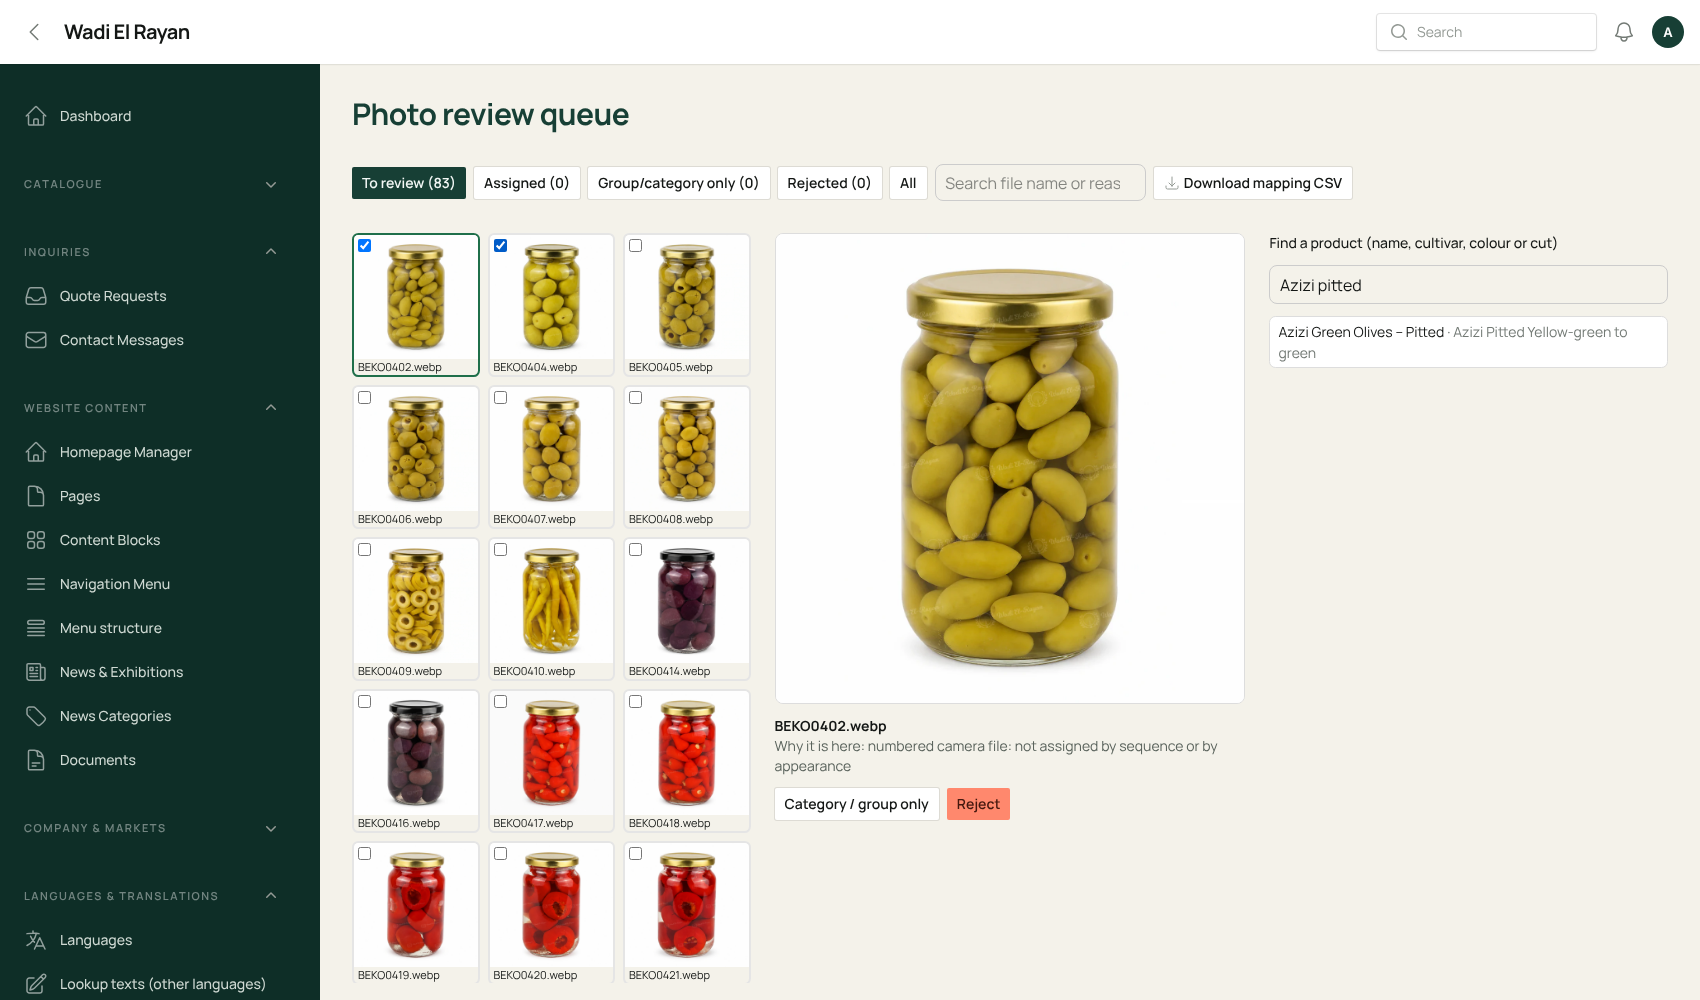 Wadi El Rayan
Search
A
Dashboard
CATALOGUE
INQUIRIES
Quote Requests
Contact Messages
WEBSITE CONTENT
Homepage Manager
Pages
Content Blocks
Navigation Menu
Menu structure
News & Exhibitions
News Categories
Documents
COMPANY & MARKETS
LANGUAGES & TRANSLATIONS
Languages
Lookup texts (other languages)
Photo review queue
To review (83)
Assigned (0)
Group/category only (0)
Rejected (0)
All
Search file name or reas
Download mapping CSV
BEKO0402.webp
BEKO0404.webp
BEKO0405.webp
BEKO0406.webp
BEKO0407.webp
BEKO0408.webp
BEKO0409.webp
BEKO0410.webp
BEKO0414.webp
BEKO0416.webp
BEKO0417.webp
BEKO0418.webp
BEKO0419.webp
BEKO0420.webp
BEKO0421.webp
BEKO0402.webp
Why it is here: numbered camera file: not assigned by sequence or by
appearance
Category / group only
Reject
Find a product (name, cultivar, colour or cut)
Azizi pitted
Azizi Green Olives – Pitted · Azizi Pitted Yellow-green to
green